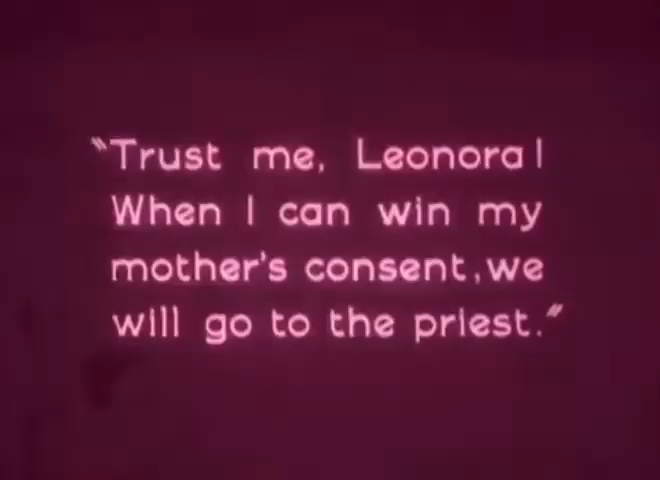 "Trust me, Leonora!
When I can win my
mother's consent, we
will go to the priest."